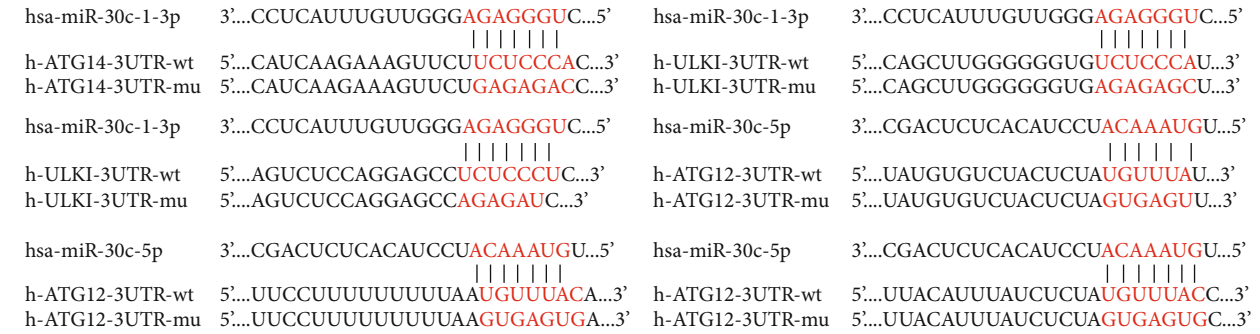 hsa-miR-30c-1-3p 3’....CCUCAUUUGUUGGGAGAGGGUC...5’
h-ATG14-3UTR-wt 5’....CAUCAAGAAAGUUCUUCUCCCAC...3’
h-ATG14-3UTR-mu 5’....CAUCAAGAAAGUUCUGAGAGACC...3’
hsa-miR-30c-1-3p 3’....CCUCAUUUGUUGGGAGAGGGUC...5’
h-ULKI-3UTR-wt 5’....CAGCUUGGGGGGUGUCUCCCAU...3’
h-ULKI-3UTR-mu 5’....CAGCUUGGGGGGUGAGAGAGCU...3’
hsa-miR-30c-1-3p 3’....CCUCAUUUGUUGGGAGAGGGUC...5’
h-ULKI-3UTR-wt 5’....AGUCUCCAGGAGCCUCUCCCUC...3’
h-ULKI-3UTR-mu 5’....AGUCUCCAGGAGCCAGAGAUC...3’
hsa-miR-30c-5p 3’....CGACUCUCACAUCCUACAAAUGU...5’
h-ATG12-3UTR-wt 5’....UAUGUGUCUACUCUAUGUUUAU...3’
h-ATG12-3UTR-mu 5’....UAUGUGUCUACUCUAGUGAGUU...3’
hsa-miR-30c-5p 3’....CGACUCUCACAUCCUACAAAUGU...5’
h-ATG12-3UTR-wt 5’....UUCCUUUUUUUUUAAUGUUUACA...3’
h-ATG12-3UTR-mu 5’....UUCCUUUUUUUUUAAGUGAGUGA...3’
hsa-miR-30c-5p 3’....CGACUCUCACAUCCUACAAAUGU...5’
h-ATG12-3UTR-wt 5’....UUACAUUUAUCUCUAUGUUUACC...3’
h-ATG12-3UTR-mu 5’....UUACAUUUAUCUCUAGUGAGUGC...3’